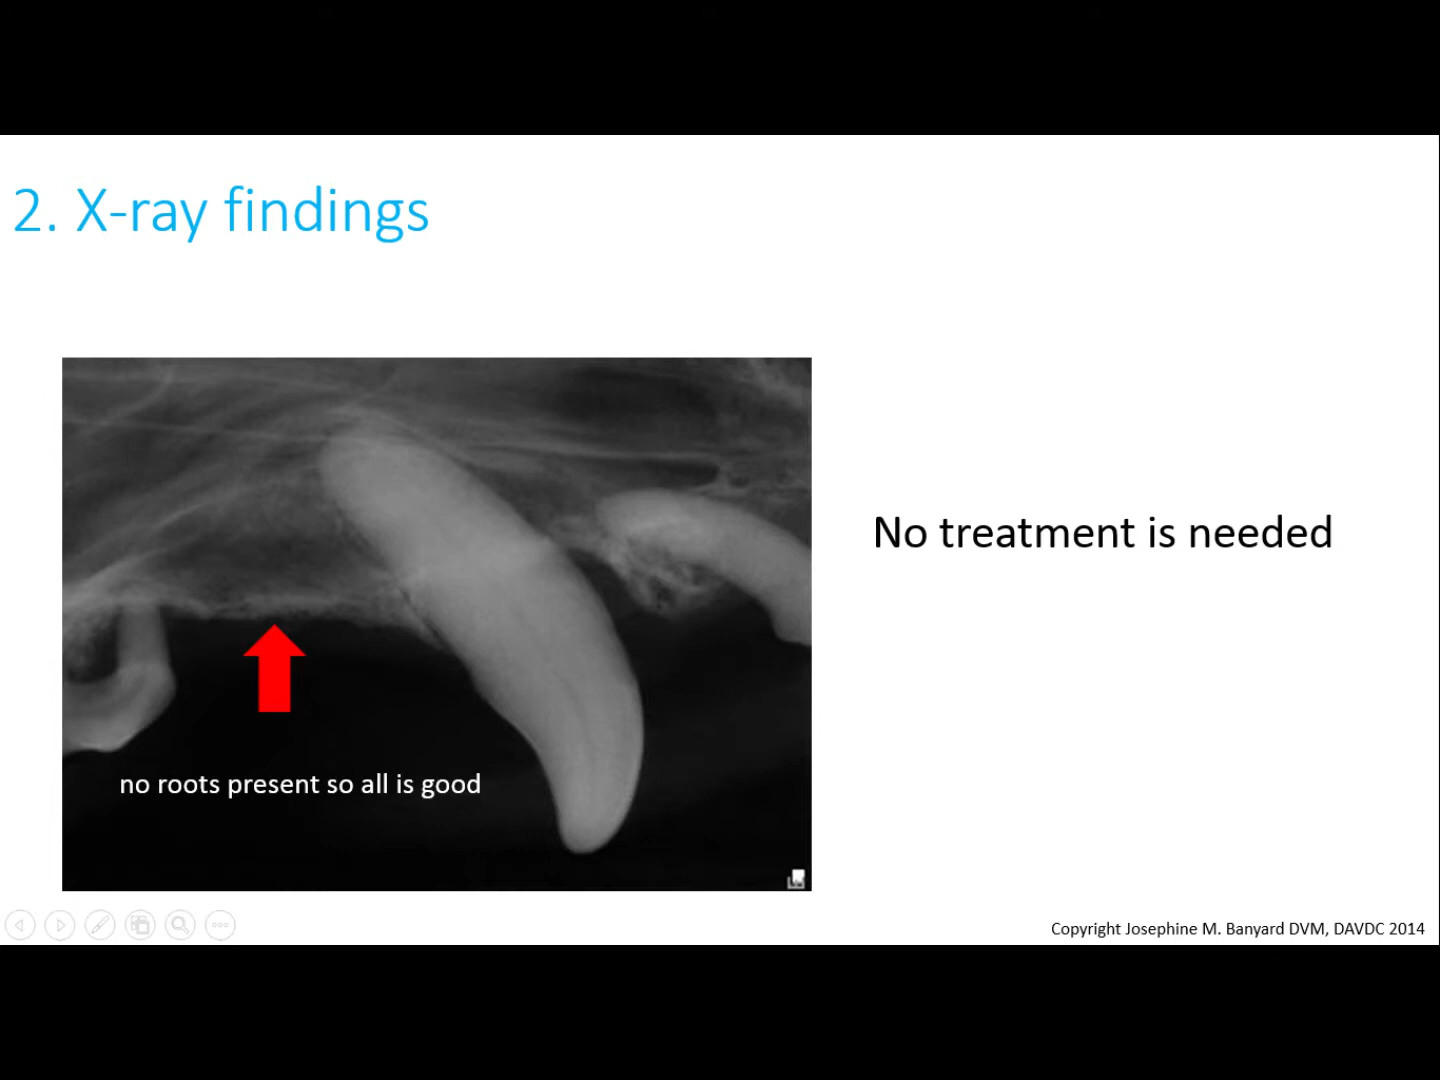 2. X-ray findings
No treatment is needed
no roots present so all is good
Copyright Josephine M. Banyard DVM, DAVDC 2014